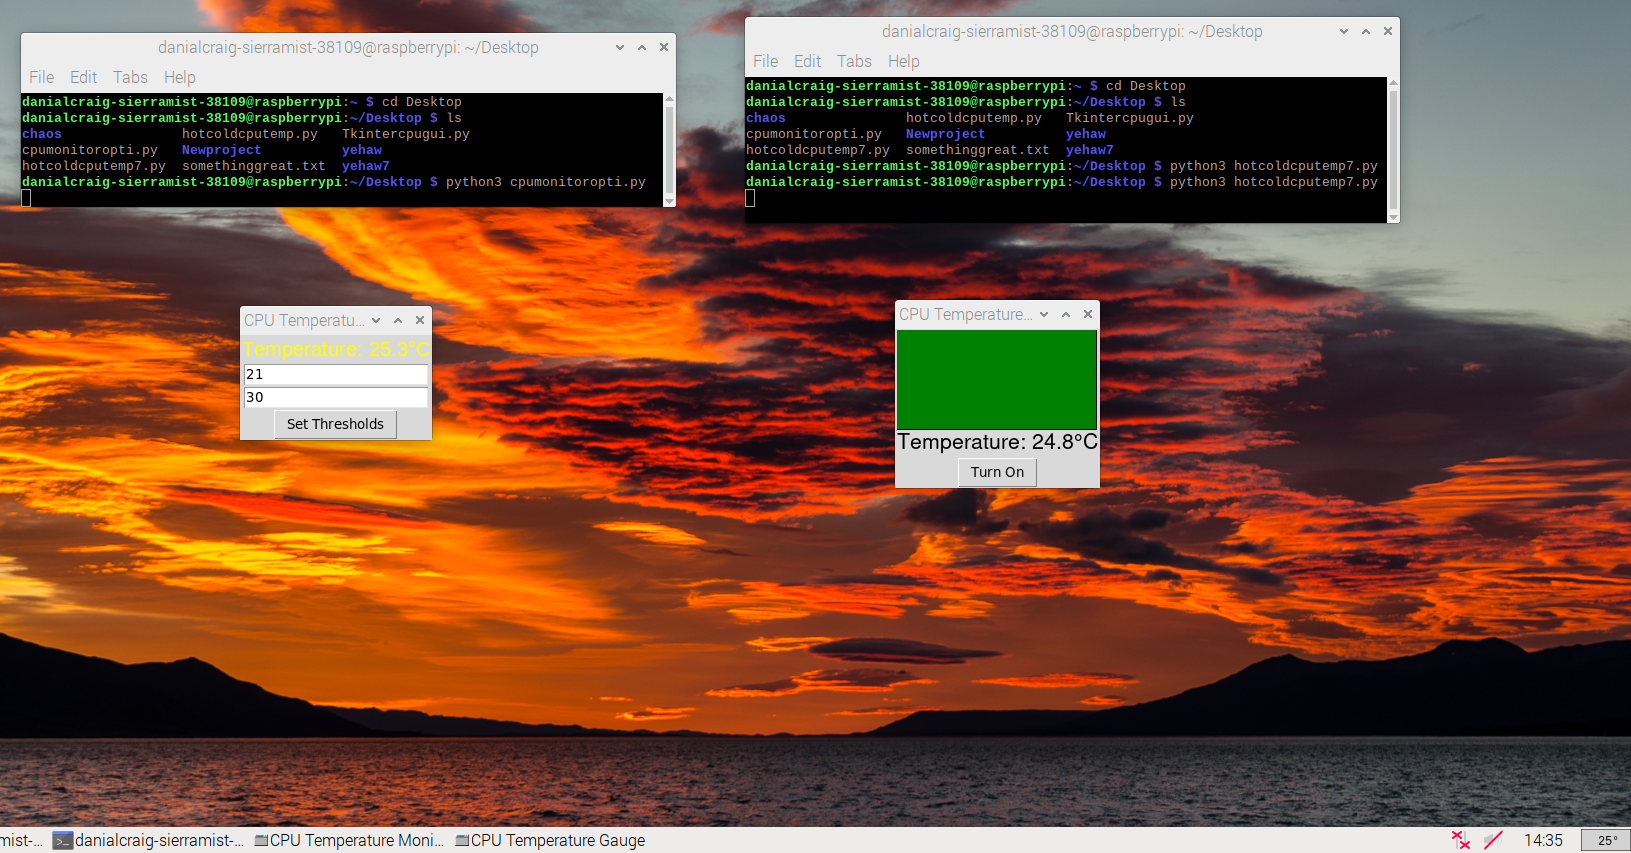 danialcraig-sierramist-38109@raspberrypi: ~/Desktop
File Edit Tabs Help
danialcraig-sierramist-38109@raspberrypi:~ $ cd Desktop
danialcraig-sierramist-38109@raspberrypi:~/Desktop $ ls
chaos hotcoldcputemp.py Tkintercpugui.py
cpumonitoropti.py Newproject yehaw
hotcoldcputemp7.py somethinggreat.txt yehaw7
danialcraig-sierramist-38109@raspberrypi:~/Desktop $ python3 cpumonitoropti.py
danialcraig-sierramist-38109@raspberrypi: ~/Desktop
File Edit Tabs Help
danialcraig-sierramist-38109@raspberrypi:~ $ cd Desktop
danialcraig-sierramist-38109@raspberrypi:~/Desktop $ ls
chaos hotcoldcputemp.py Tkintercpugui.py
cpumonitoropti.py Newproject yehaw
hotcoldcputemp7.py somethinggreat.txt yehaw7
danialcraig-sierramist-38109@raspberrypi:~/Desktop $ python3 hotcoldcputemp7.py
danialcraig-sierramist-38109@raspberrypi:~/Desktop $ python3 hotcoldcputemp7.py
CPU Temperatu...
Temperature: 25.3°C
21
30
Set Thresholds
CPU Temperature...
Temperature: 24.8°C
Turn On
mist-... danialcraig-sierramist-... CPU Temperature Moni... CPU Temperature Gauge 14:35 25°